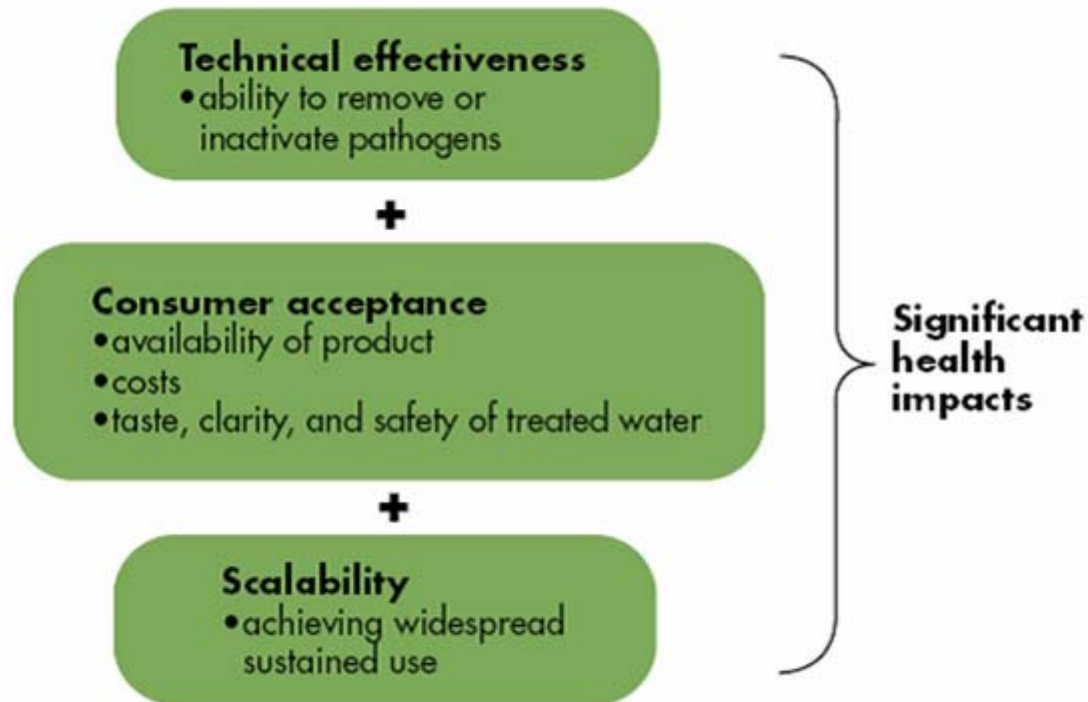 Technical effectiveness
•ability to remove or
inactivate pathogens
+
Consumer acceptance
•availability of product
•costs
•taste, clarity, and safety of treated water
+
Scalability
•achieving widespread
sustained use
Significant
health
impacts